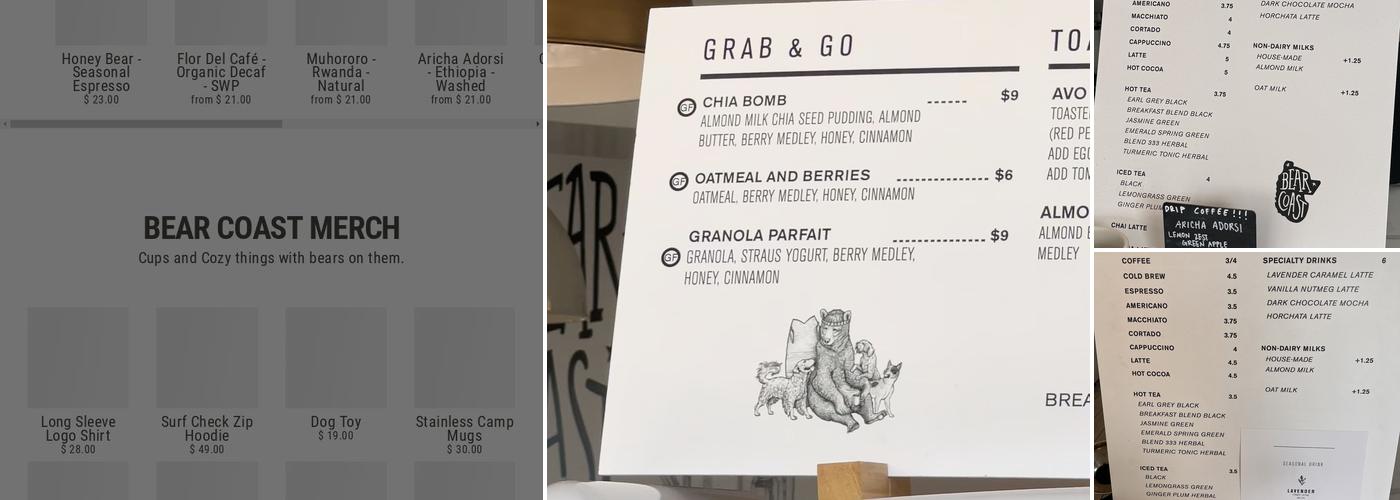 Honey Bear -
Seasonal
Espresso
$ 23.00
Flor Del Café -
Organic Decaf
- SWP
from $ 21.00
Muhororo -
Rwanda -
Natural
from $ 21.00
Aricha Adorsi
- Ethiopia -
Washed
from $ 21.00
BEAR COAST MERCH
Cups and Cozy things with bears on them.
Long Sleeve
Logo Shirt
$ 28.00
Surf Check Zip
Hoodie
$ 49.00
Dog Toy
$ 19.00
Stainless Camp
Mugs
$ 30.00
GRAB & GO
GF CHIA BOMB ------ $9
ALMOND MILK CHIA SEED PUDDING, ALMOND
BUTTER, BERRY MEDLEY, HONEY, CINNAMON
GF OATMEAL AND BERRIES --------------- $6
OATMEAL, BERRY MEDLEY, HONEY, CINNAMON
GF GRANOLA PARFAIT --------------- $9
GRANOLA, STRAUS YOGURT, BERRY MEDLEY,
HONEY, CINNAMON
TOA
AVO
TOASTE
(RED PE
ADD EGG
ADD TOM
ALMO
ALMOND B
MEDLEY
BREA
AMERICANO 3.75
MACCHIATO 4
CORTADO 4
CAPPUCCINO 4.75
LATTE 5
HOT COCOA 5
HOT TEA 3.75
EARL GREY BLACK
BREAKFAST BLEND BLACK
JASMINE GREEN
EMERALD SPRING GREEN
BLEND 333 HERBAL
TURMERIC TONIC HERBAL
ICED TEA 4
BLACK
LEMONGRASS GREEN
GINGER PLUM
CHAI LATTE
DARK CHOCOLATE MOCHA
HORCHATA LATTE
NON-DAIRY MILKS
HOUSE-MADE +1.25
ALMOND MILK
OAT MILK +1.25
BEAR
COAST
DRIP COFFEE!!!
ARICHA ADORSI
LEMON ZEST
GREEN APPLE
COFFEE 3/4
COLD BREW 4.5
ESPRESSO 3.5
AMERICANO 3.5
MACCHIATO 3.75
CORTADO 3.75
CAPPUCCINO 4
LATTE 4.5
HOT COCOA 4.5
HOT TEA 3.5
EARL GREY BLACK
BREAKFAST BLEND BLACK
JASMINE GREEN
EMERALD SPRING GREEN
BLEND 333 HERBAL
TURMERIC TONIC HERBAL
ICED TEA 3.5
BLACK
LEMONGRASS GREEN
GINGER PLUM HERBAL
SPECIALTY DRINKS 6
LAVENDER CARAMEL LATTE
VANILLA NUTMEG LATTE
DARK CHOCOLATE MOCHA
HORCHATA LATTE
NON-DAIRY MILKS
HOUSE-MADE +1.25
ALMOND MILK
OAT MILK +1.25
SEASONAL DRINK
LAVENDER